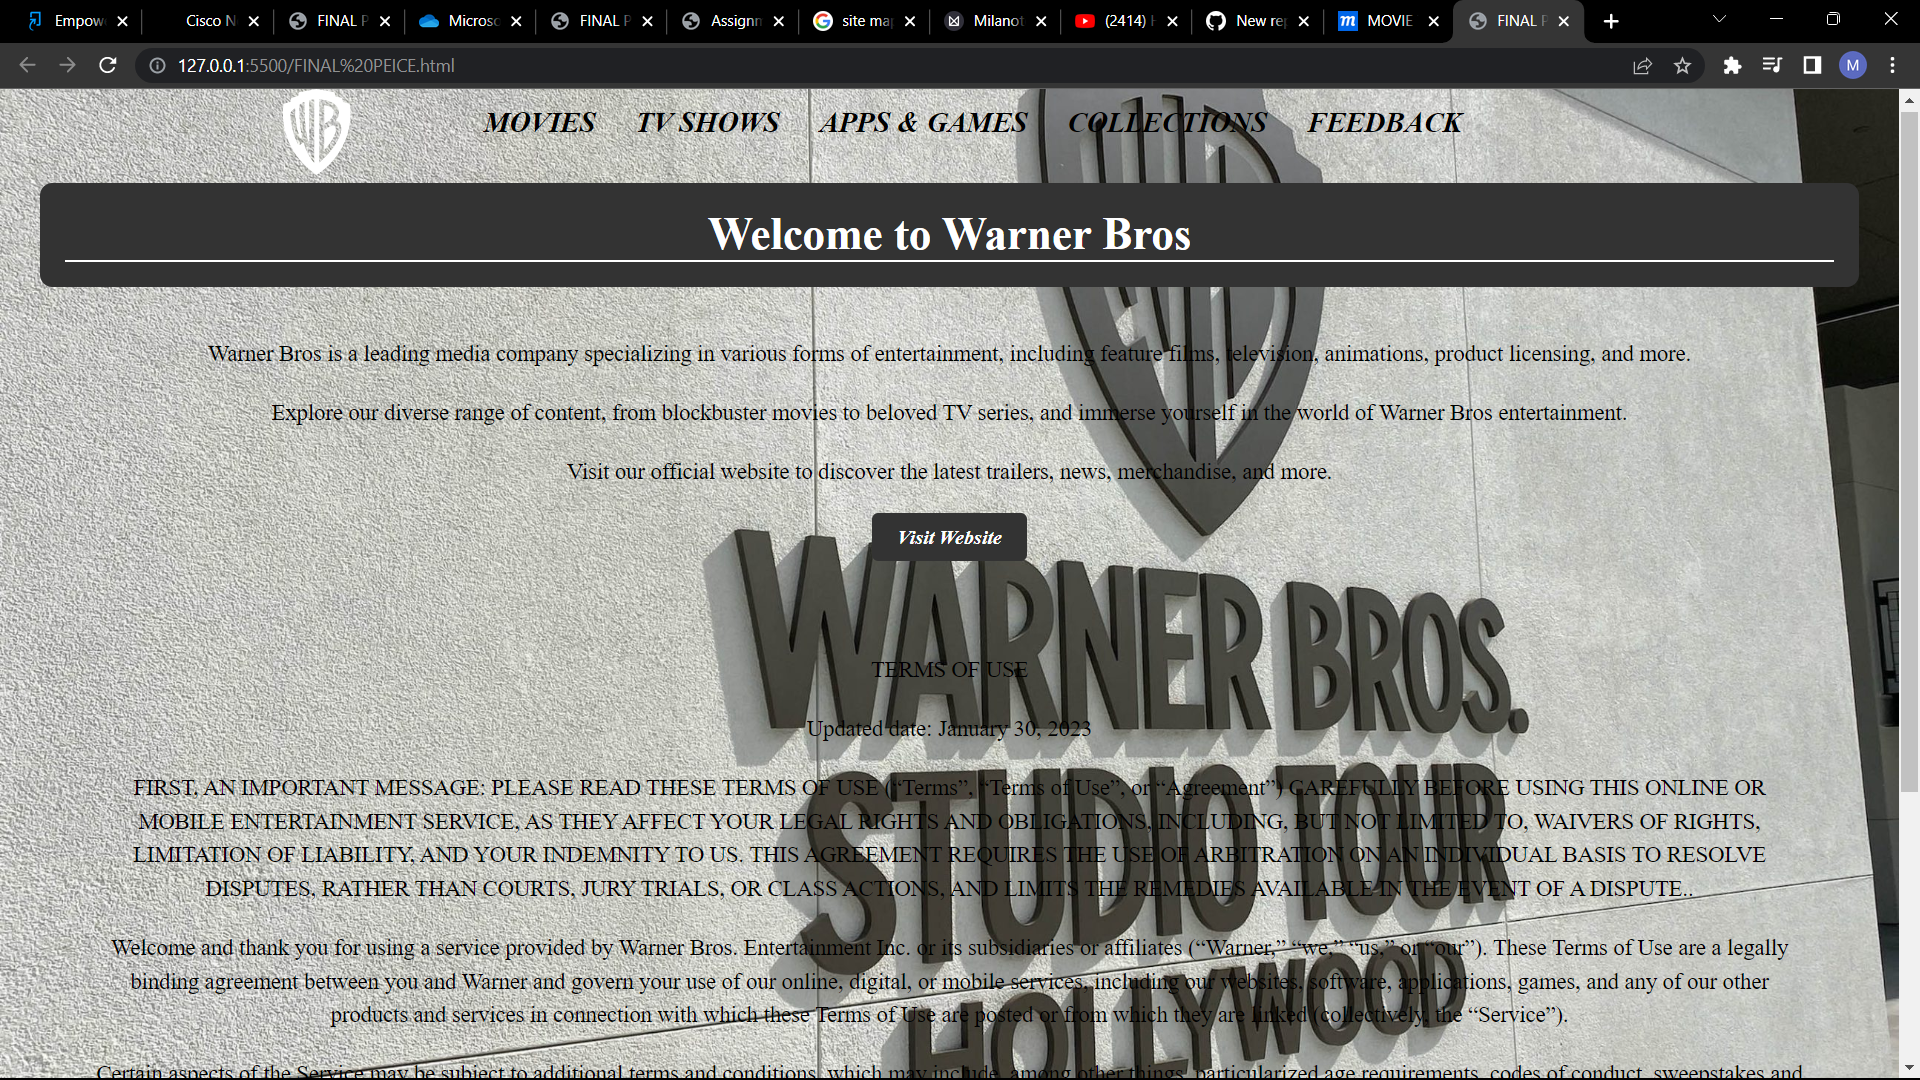 Empow
Cisco N
FINAL P
Microso
FINAL P
Assignm
site ma
Milanot
(2414)
New re
MOVIE
FINAL P
127.0.0.1:5500/FINAL%20PEICE.html
M
WB
MOVIES TV SHOWS APPS & GAMES COLLECTIONS FEEDBACK
Welcome to Warner Bros
Warner Bros is a leading media company specializing in various forms of entertainment, including feature films, television, animations, product licensing, and more.
Explore our diverse range of content, from blockbuster movies to beloved TV series, and immerse yourself in the world of Warner Bros entertainment.
Visit our official website to discover the latest trailers, news, merchandise, and more.
Visit Website
WARNER BROS.
STUDIO TOUR
HOLLYWOOD
TERMS OF USE
Updated date: January 30, 2023
FIRST, AN IMPORTANT MESSAGE: PLEASE READ THESE TERMS OF USE (“Terms”, “Terms of Use”, or “Agreement”) CAREFULLY BEFORE USING THIS ONLINE OR
MOBILE ENTERTAINMENT SERVICE, AS THEY AFFECT YOUR LEGAL RIGHTS AND OBLIGATIONS, INCLUDING, BUT NOT LIMITED TO, WAIVERS OF RIGHTS,
LIMITATION OF LIABILITY, AND YOUR INDEMNITY TO US. THIS AGREEMENT REQUIRES THE USE OF ARBITRATION ON AN INDIVIDUAL BASIS TO RESOLVE
DISPUTES, RATHER THAN COURTS, JURY TRIALS, OR CLASS ACTIONS, AND LIMITS THE REMEDIES AVAILABLE IN THE EVENT OF A DISPUTE..
Welcome and thank you for using a service provided by Warner Bros. Entertainment Inc. or its subsidiaries or affiliates (“Warner,” “we,” “us,” or “our”). These Terms of Use are a legally
binding agreement between you and Warner and govern your use of our online, digital, or mobile services, including our websites, software, applications, games, and any of our other
products and services in connection with which these Terms of Use are posted or from which they are linked (collectively, the “Service”).
Certain aspects of the Service may be subject to additional terms and conditions, which may include, among other things, particularized age requirements, codes of conduct, sweepstakes and